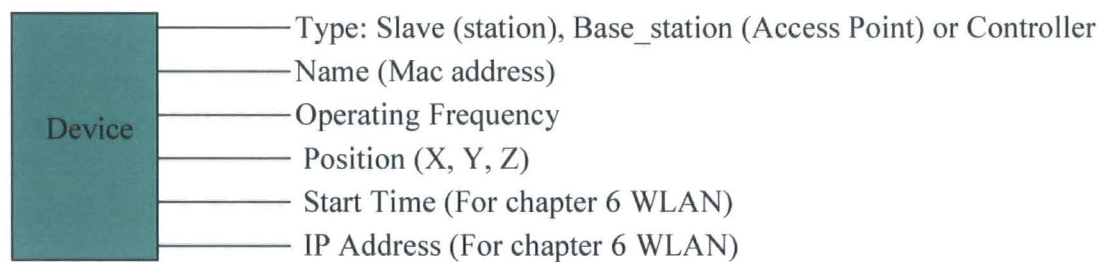 Device
Type: Slave (station), Base_station (Access Point) or Controller
Name (Mac address)
Operating Frequency
Position (X, Y, Z)
Start Time (For chapter 6 WLAN)
IP Address (For chapter 6 WLAN)